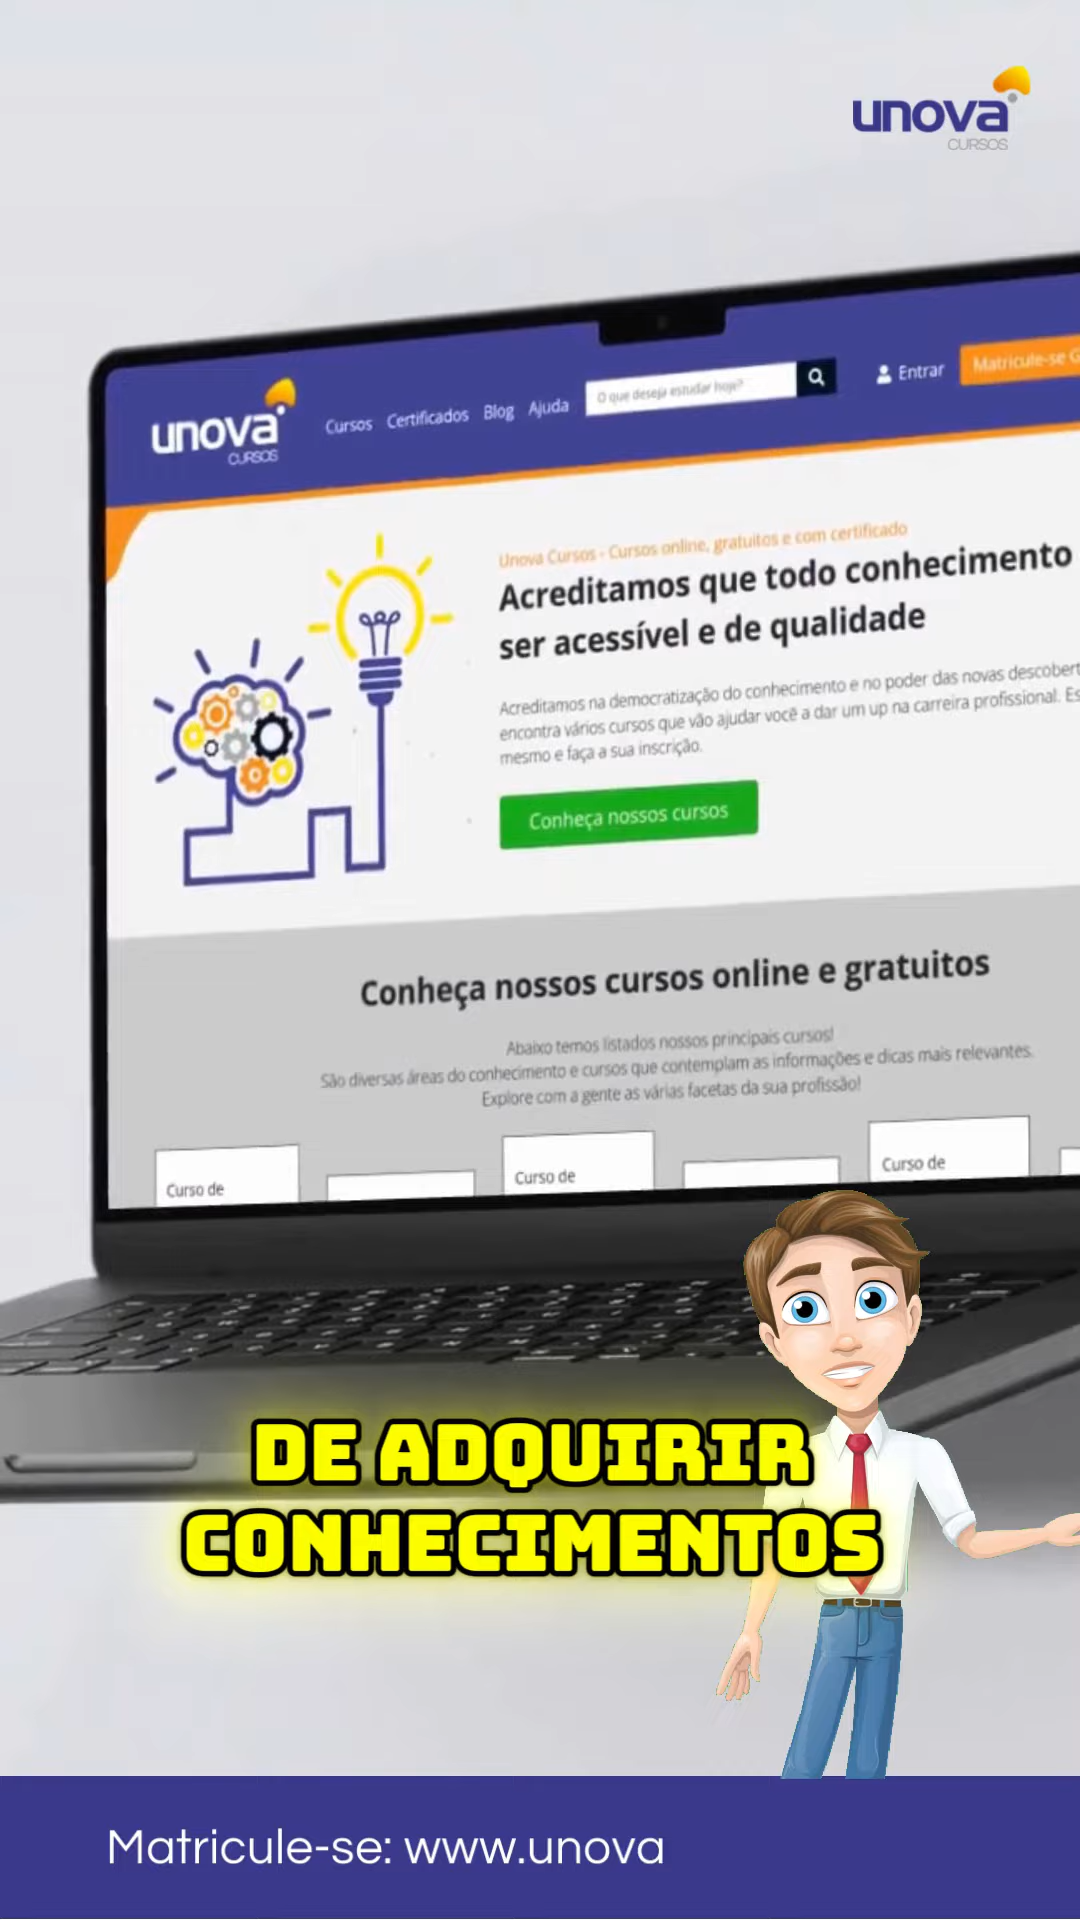 unova
CURSOS
unova
CURSOS
Cursos Certificados Blog Ajuda
O que deseja estudar hoje?
Entrar
Matricule-se G
Unova Cursos - Cursos online, gratuitos e com certificado
Acreditamos que todo conhecimento
ser acessível e de qualidade
Acreditamos na democratização do conhecimento e no poder das novas descobert
encontra vários cursos que vão ajudar você a dar um up na carreira profissional. Es
mesmo e faça a sua inscrição.
Conheça nossos cursos
Conheça nossos cursos online e gratuitos
Abaixo temos listados nossos principais cursos!
São diversas áreas do conhecimento e cursos que contemplam as informações e dicas mais relevantes.
Explore com a gente as várias facetas da sua profissão!
Curso de
Curso de
Curso de
DE ADQUIRIR
CONHECIMENTOS
Matricule-se: www.unova